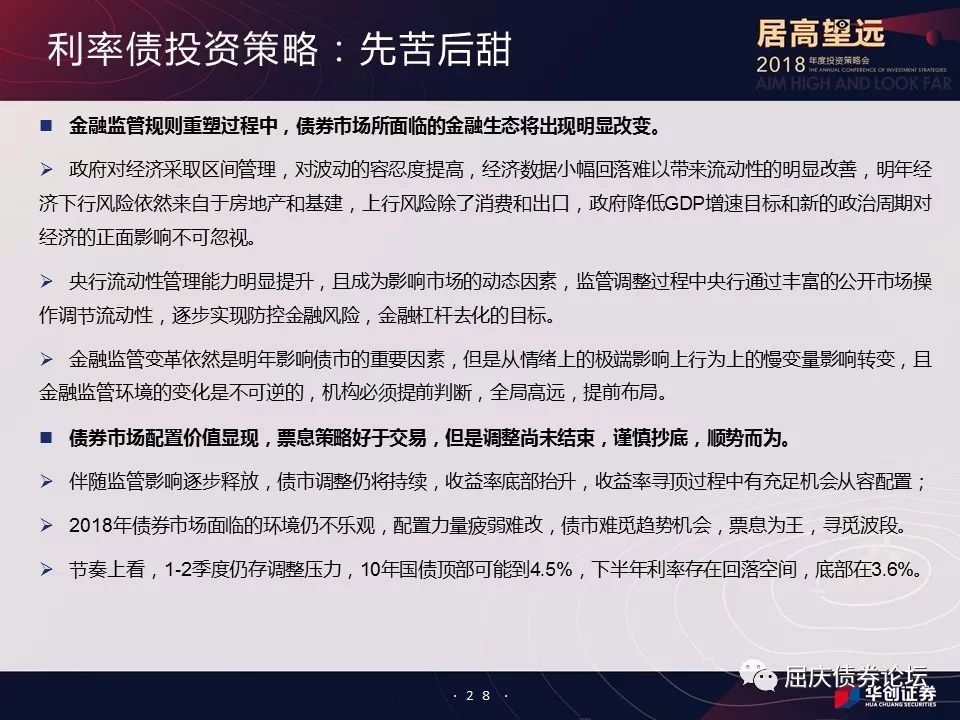 利率债投资策略：先苦后甜
居高望远
2018 年度投资策略会
THE ANNUAL CONFERENCE OF INVESTMENT STRATEGIES
AIM HIGH AND LOOK FAR
■ 金融监管规则重塑过程中，债券市场所面临的金融生态将出现明显改变。
➢ 政府对经济采取区间管理，对波动的容忍度提高，经济数据小幅回落难以带来流动性的明显改善，明年经
济下行风险依然来自于房地产和基建，上行风险除了消费和出口，政府降低GDP增速目标和新的政治周期对
经济的正面影响不可忽视。
➢ 央行流动性管理能力明显提升，且成为影响市场的动态因素，监管调整过程中央行通过丰富的公开市场操
作调节流动性，逐步实现防控金融风险，金融杠杆去化的目标。
➢ 金融监管变革依然是明年影响债市的重要因素，但是从情绪上的极端影响上行为上的慢变量影响转变，且
金融监管环境的变化是不可逆的，机构必须提前判断，全局高远，提前布局。
■ 债券市场配置价值显现，票息策略好于交易，但是调整尚未结束，谨慎抄底，顺势而为。
➢ 伴随监管影响逐步释放，债市调整仍将持续，收益率底部抬升，收益率寻顶过程中有充足机会从容配置；
➢ 2018年债券市场面临的环境仍不乐观，配置力量疲弱难改，债市难觅趋势机会，票息为王，寻觅波段。
➢ 节奏上看，1-2季度仍存调整压力，10年国债顶部可能到4.5%，下半年利率存在回落空间，底部在3.6%。
· 28 ·
屈庆债券论坛
华创证券
HUA CHUANG SECURITIES